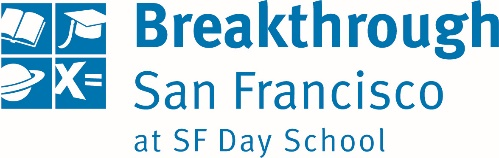 Breakthrough
San Francisco
X=
at SF Day School